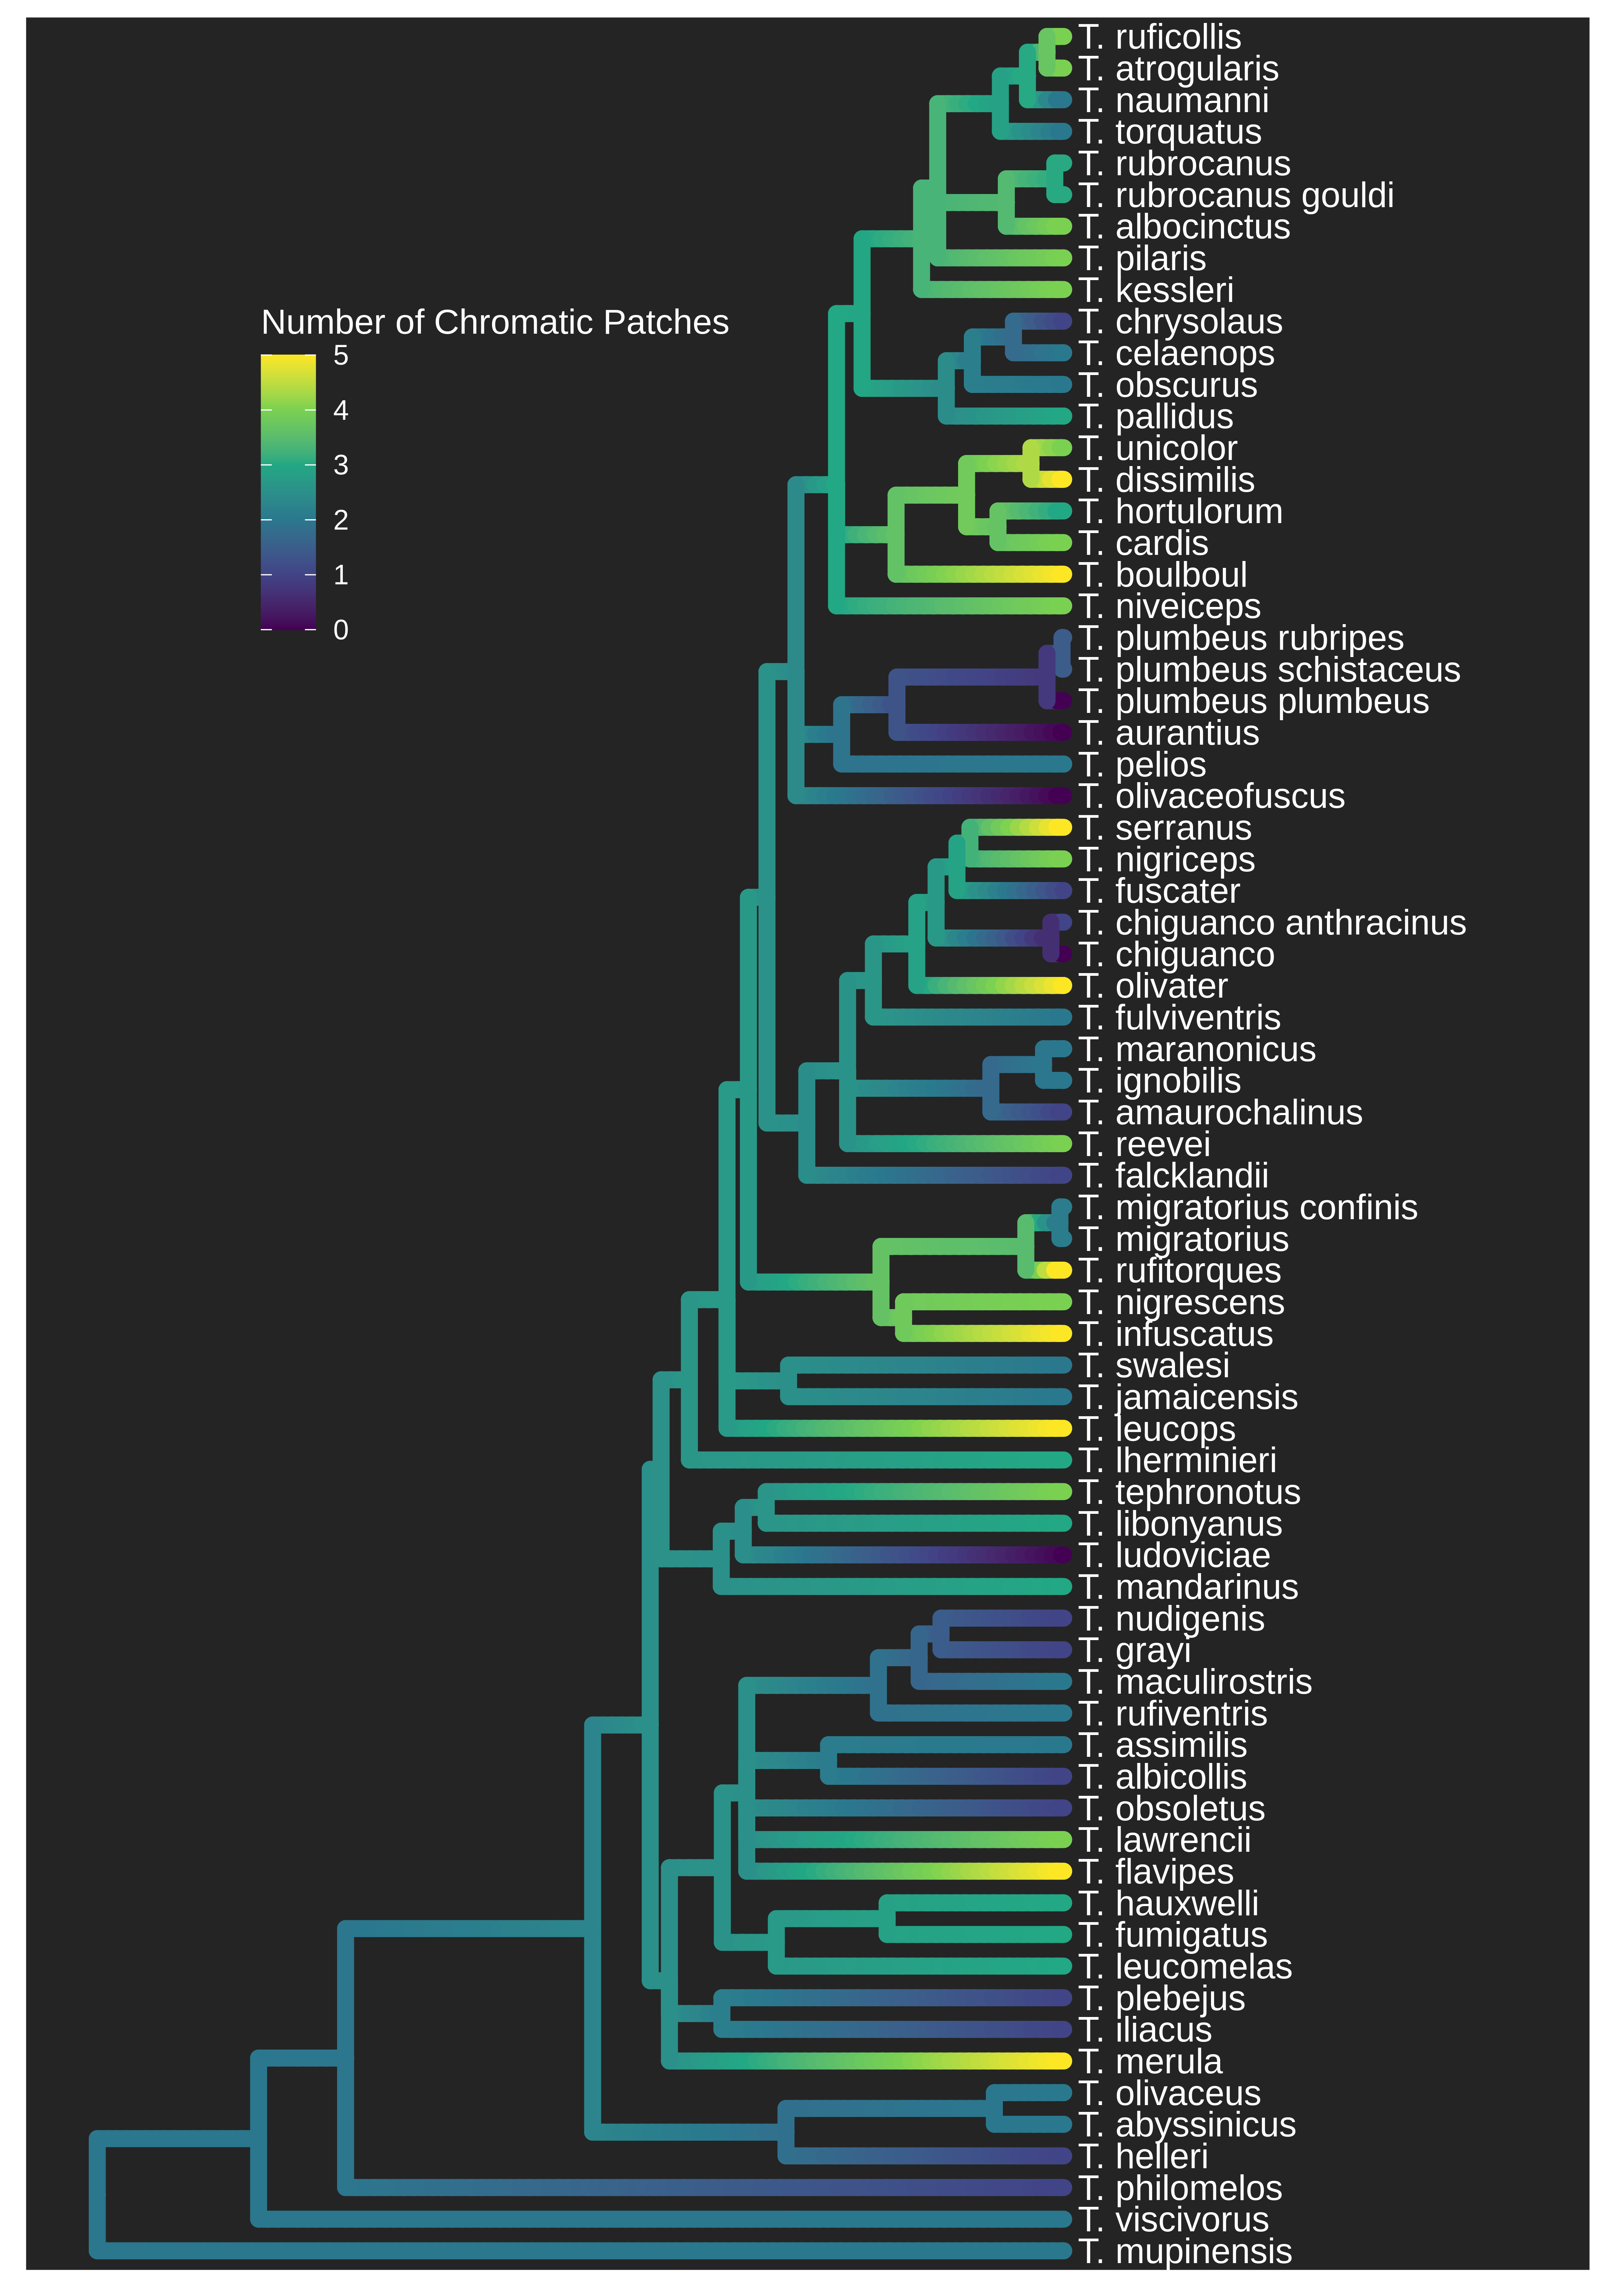 T. ruficollis
T. atrogularis
T. naumanni
T. torquatus
T. rubrocanus
T. rubrocanus gouldi
T. albocinctus
T. pilaris
T. kessleri
Number of Chromatic Patches
5
4
3
2
1
0
T. chrysolaus
T. celaenops
T. obscurus
T. pallidus
T. unicolor
T. dissimilis
T. hortulorum
T. cardis
T. boulboul
T. niveiceps
T. plumbeus rubripes
T. plumbeus schistaceus
T. plumbeus plumbeus
T. aurantius
T. pelios
T. olivaceofuscus
T. serranus
T. nigriceps
T. fuscater
T. chiguanco anthracinus
T. chiguanco
T. olivater
T. fulviventris
T. maranonicus
T. ignobilis
T. amaurochalinus
T. reevei
T. falcklandii
T. migratorius confinis
T. migratorius
T. rufitorques
T. nigrescens
T. infuscatus
T. swalesi
T. jamaicensis
T. leucops
T. lherminieri
T. tephronotus
T. libonyanus
T. ludoviciae
T. mandarinus
T. nudigenis
T. grayi
T. maculirostris
T. rufiventris
T. assimilis
T. albicollis
T. obsoletus
T. lawrencii
T. flavipes
T. hauxwelli
T. fumigatus
T. leucomelas
T. plebejus
T. iliacus
T. merula
T. olivaceus
T. abyssinicus
T. helleri
T. philomelos
T. viscivorus
T. mupinensis